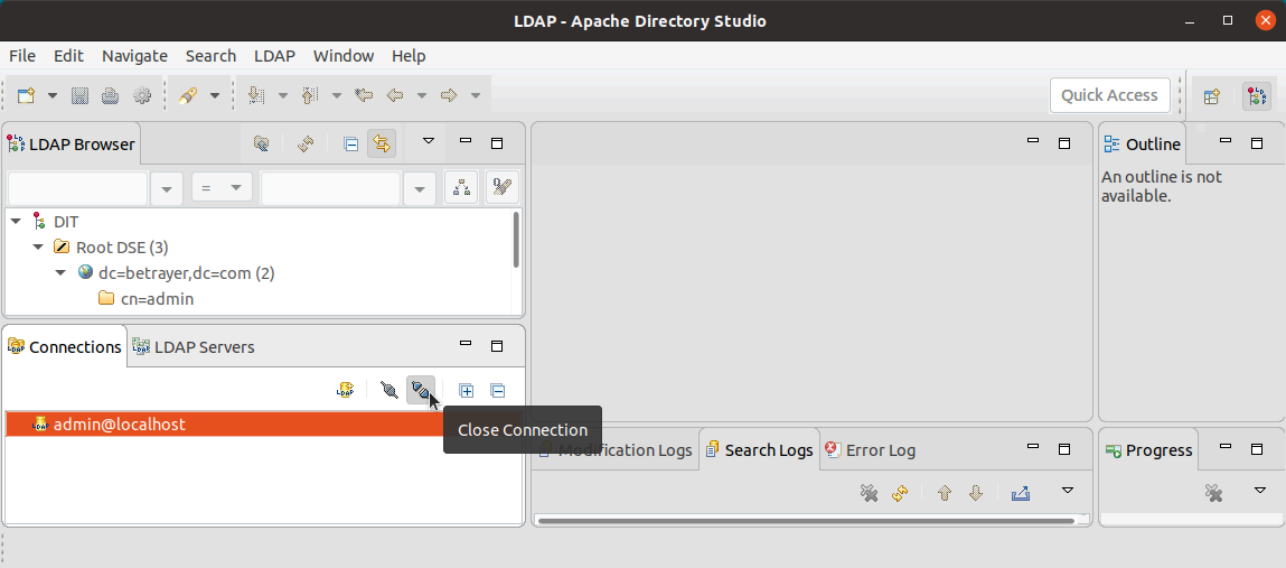 LDAP - Apache Directory Studio
File Edit Navigate Search LDAP Window Help
Quick Access
LDAP Browser
=
DIT
Root DSE (3)
dc=betrayer,dc=com (2)
cn=admin
Outline
An outline is not
available.
Connections LDAP Servers
admin@localhost
Close Connection
Modification Logs Search Logs Error Log
Progress